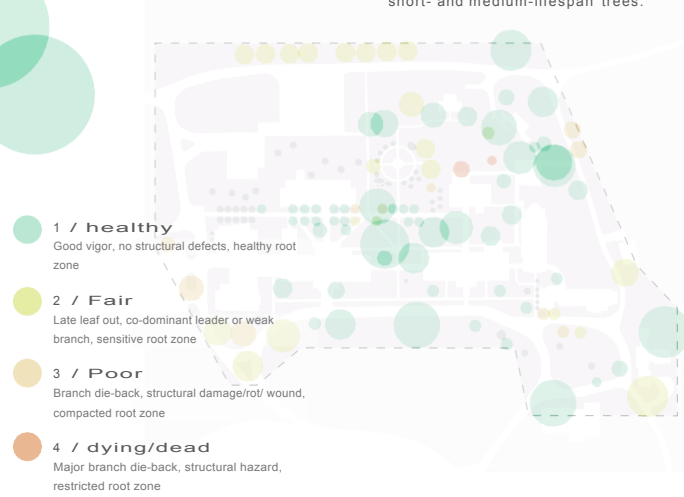 short- and medium-lifespan trees.
1 / healthy
Good vigor, no structural defects, healthy root
zone
2 / Fair
Late leaf out, co-dominant leader or weak
branch, sensitive root zone
3 / Poor
Branch die-back, structural damage/rot/ wound,
compacted root zone
4 / dying/dead
Major branch die-back, structural hazard,
restricted root zone